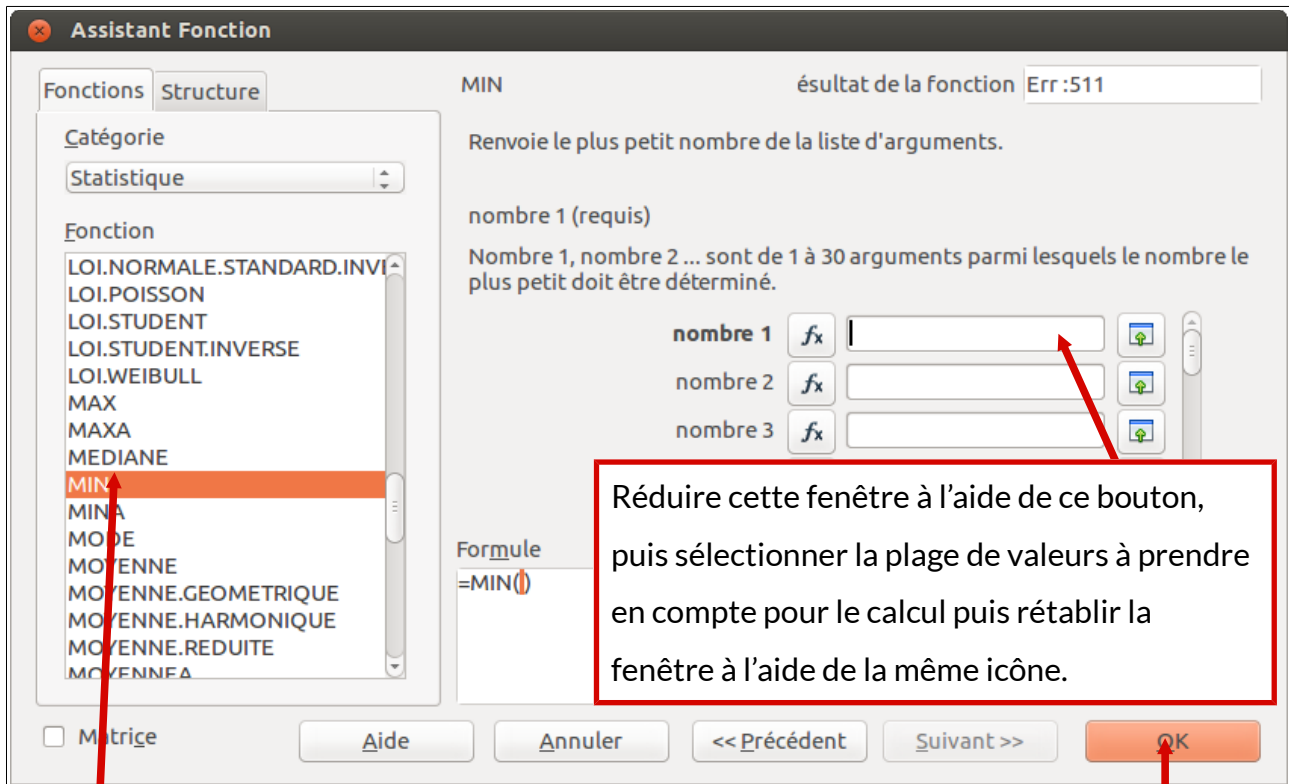 Assistant Fonction
Fonctions Structure
Catégorie
Statistique
Fonction
LOI.NORMALE.STANDARD.INVE
LOI.POISSON
LOI.STUDENT
LOI.STUDENT.INVERSE
LOI.WEIBULL
MAX
MAXA
MEDIANE
MIN
MINA
MODE
MOYENNE
MOYENNE.GEOMETRIQUE
MOYENNE.HARMONIQUE
MOYENNE.REDUITE
MOYENNEA
MIN ésultat de la fonction Err :511
Renvoie le plus petit nombre de la liste d'arguments.
nombre 1 (requis)
Nombre 1, nombre 2 ... sont de 1 à 30 arguments parmi lesquels le nombre le
plus petit doit être déterminé.
nombre 1 fx
nombre 2 fx
nombre 3 fx
Formule
=MIN()
Réduire cette fenêtre à l’aide de ce bouton,
puis sélectionner la plage de valeurs à prendre
en compte pour le calcul puis rétablir la
fenêtre à l’aide de la même icône.
Matrice Aide Annuler << Précédent Suivant >> OK